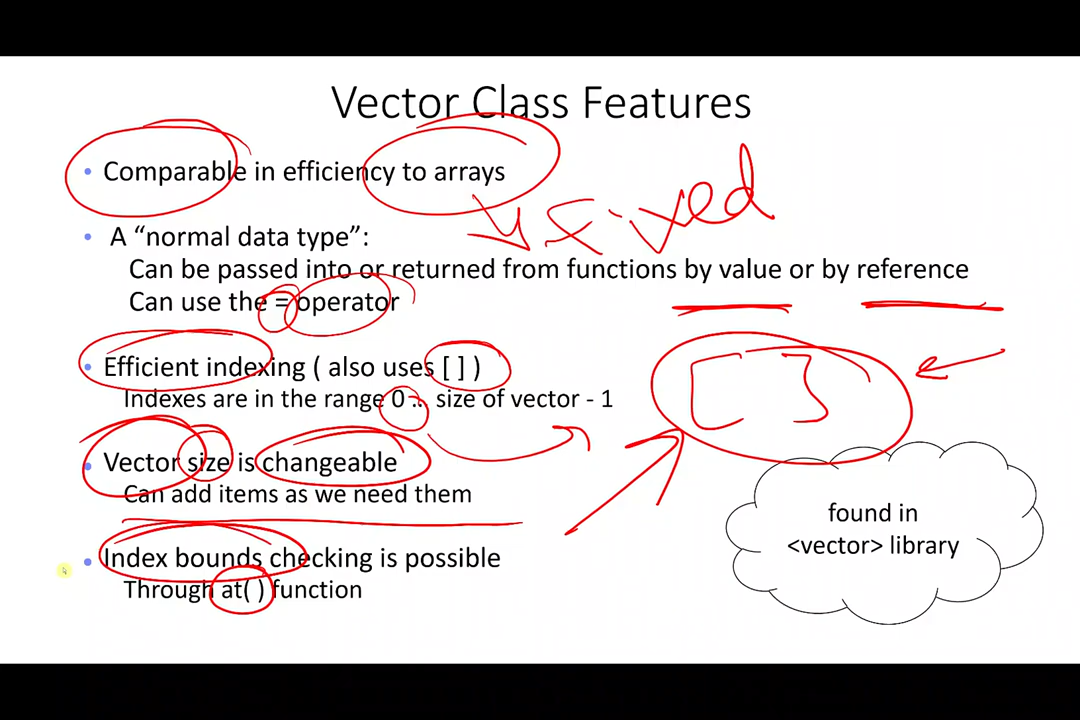 Vector Class Features
• Comparable in efficiency to arrays
• A “normal data type”:
Can be passed into or returned from functions by value or by reference
Can use the = operator
• Efficient indexing ( also uses [ ] )
Indexes are in the range 0 … size of vector - 1
[ ]
• Vector size is changeable
Can add items as we need them
found in
<vector> library
• Index bounds checking is possible
Through at( ) function